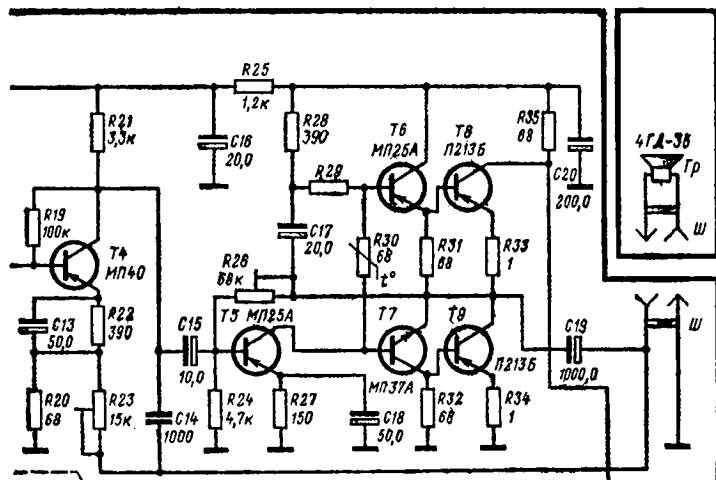 R25
1,2к
R21
3,3к
C16
20,0
R28
390
T6
МП25А
T8
П213Б
R35
68
C20
200,0
4ГД-3Б
Гр
Ш
R19
100к
R29
T4
МП40
C17
20,0
R30
68
t°
R31
68
R33
1
R26
68к
C13
50,0
R22
390
C15
10,0
T5 МП25А
T7
T9
C19
1000,0
Ш
R20
68
R23
15к
C14
1000
R24
4,7к
R27
150
C18
50,0
МП37А
R32
68
П213Б
R34
1